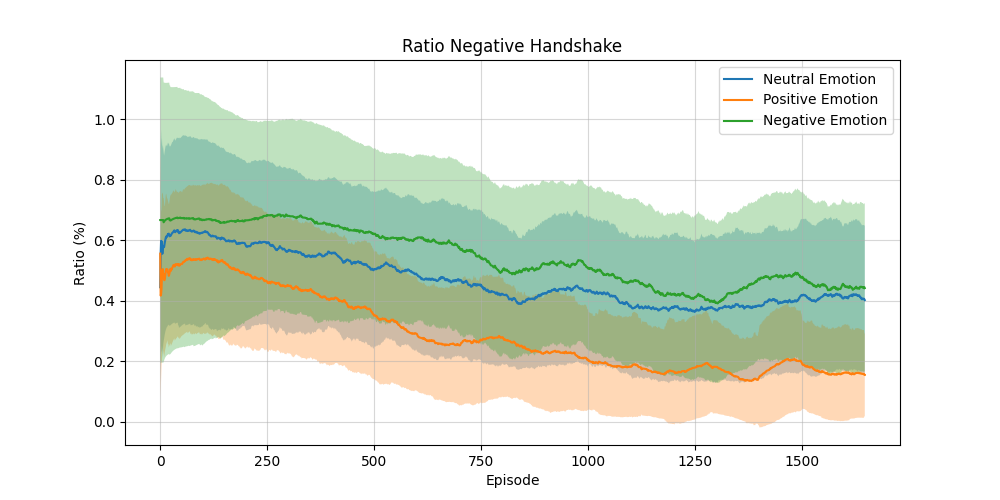 Ratio Negative Handshake
Neutral Emotion
Positive Emotion
Negative Emotion
Ratio (%)
1.0
0.8
0.6
0.4
0.2
0.0
0 250 500 750 1000 1250 1500
Episode